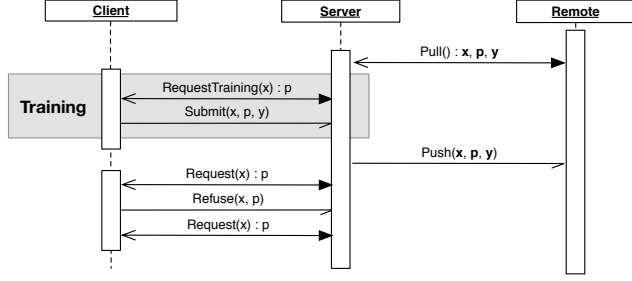 Client
Server
Remote
Pull() : x, p, y
RequestTraining(x) : p
Training
Submit(x, p, y)
Push(x, p, y)
Request(x) : p
Refuse(x, p)
Request(x) : p